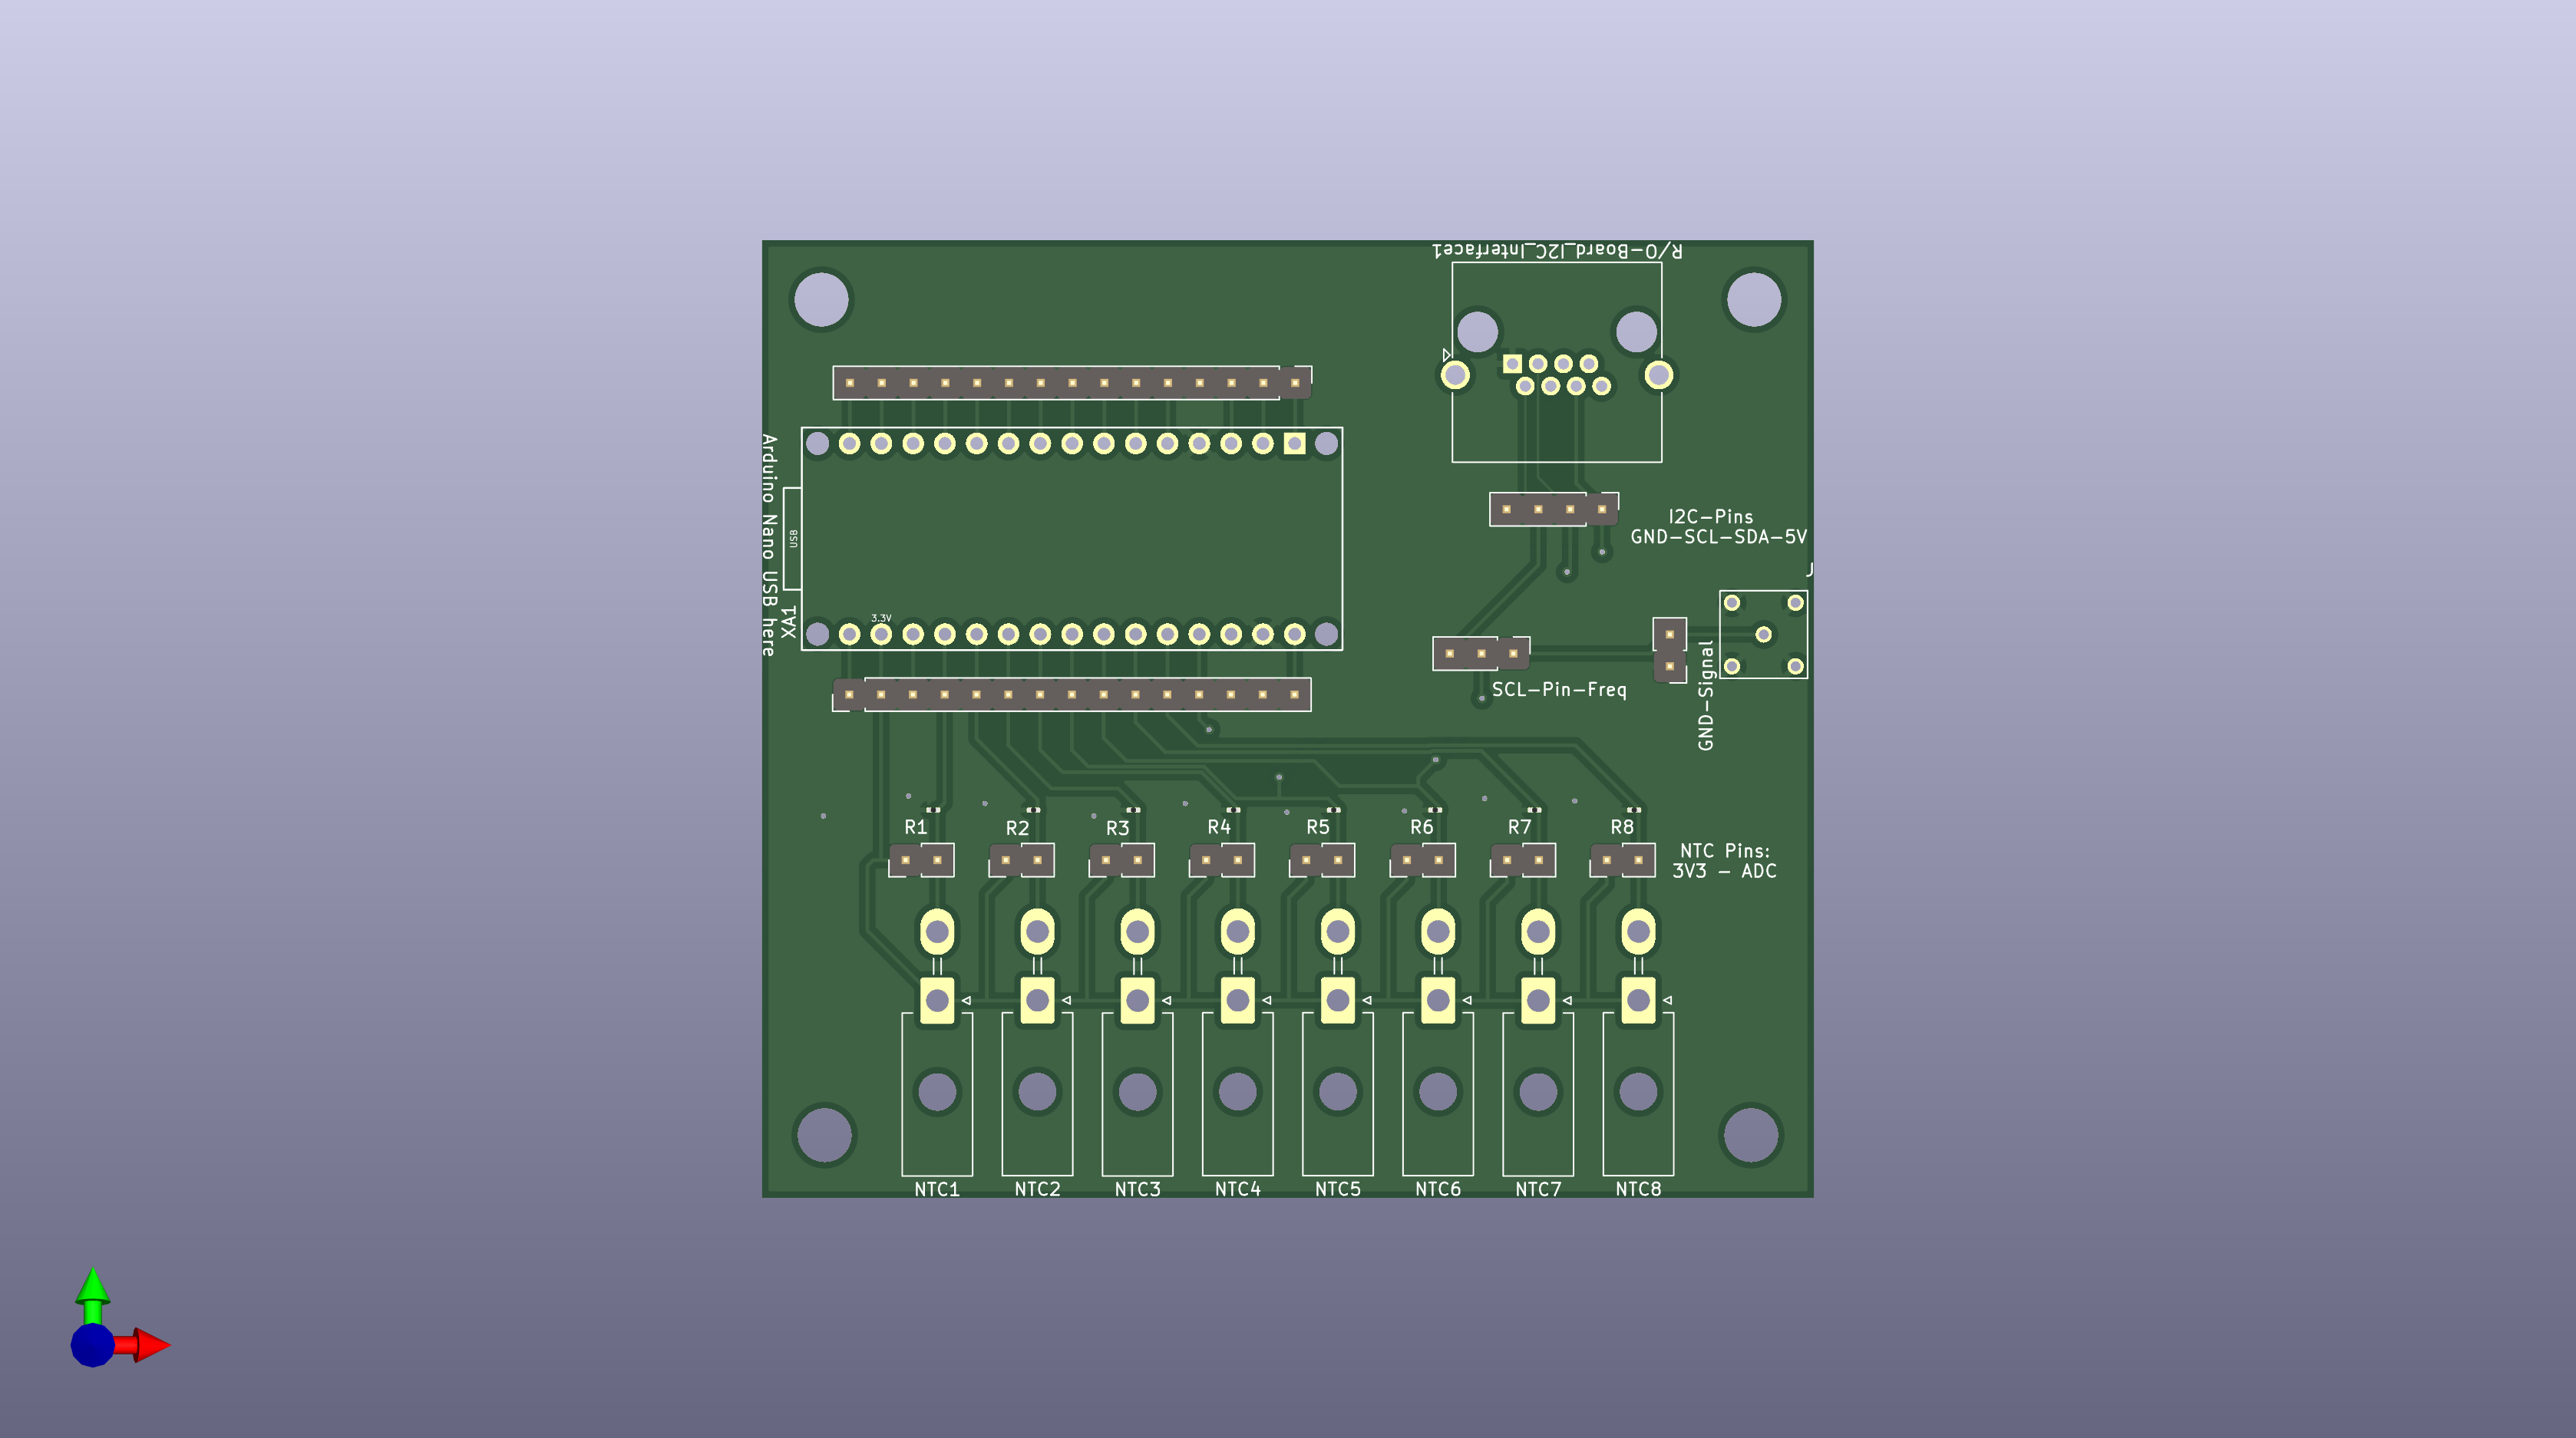 R/O-Board_I2C_Interface1
Arduino Nano USB here
USB
XA1
3.3V
I2C-Pins
GND-SCL-SDA-5V
J
SCL-Pin-Freq
GND-Signal
R1
R2
R3
R4
R5
R6
R7
R8
NTC Pins:
3V3 - ADC
NTC1
NTC2
NTC3
NTC4
NTC5
NTC6
NTC7
NTC8